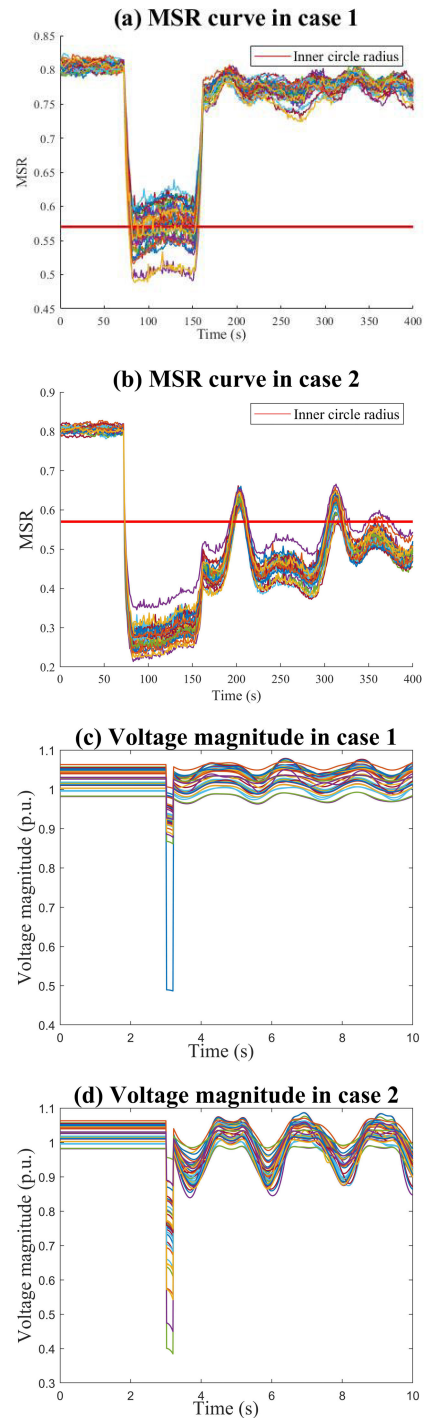 (a) MSR curve in case 1
0.85
Inner circle radius
0.8
0.75
0.7
0.65
MSR
0.6
0.55
0.5
0.45
0 50 100 150 200 250 300 350 400
Time (s)
(b) MSR curve in case 2
0.9
Inner circle radius
0.8
0.7
0.6
MSR
0.5
0.4
0.3
0.2
0 50 100 150 200 250 300 350 400
Time (s)
(c) Voltage magnitude in case 1
1.1
1
0.9
0.8
Voltage magnitude (p.u.)
0.7
0.6
0.5
0.4
0 2 4 6 8 10
Time (s)
(d) Voltage magnitude in case 2
1.1
1
0.9
0.8
Voltage magnitude (p.u.)
0.7
0.6
0.5
0.4
0.3
0 2 4 6 8 10
Time (s)